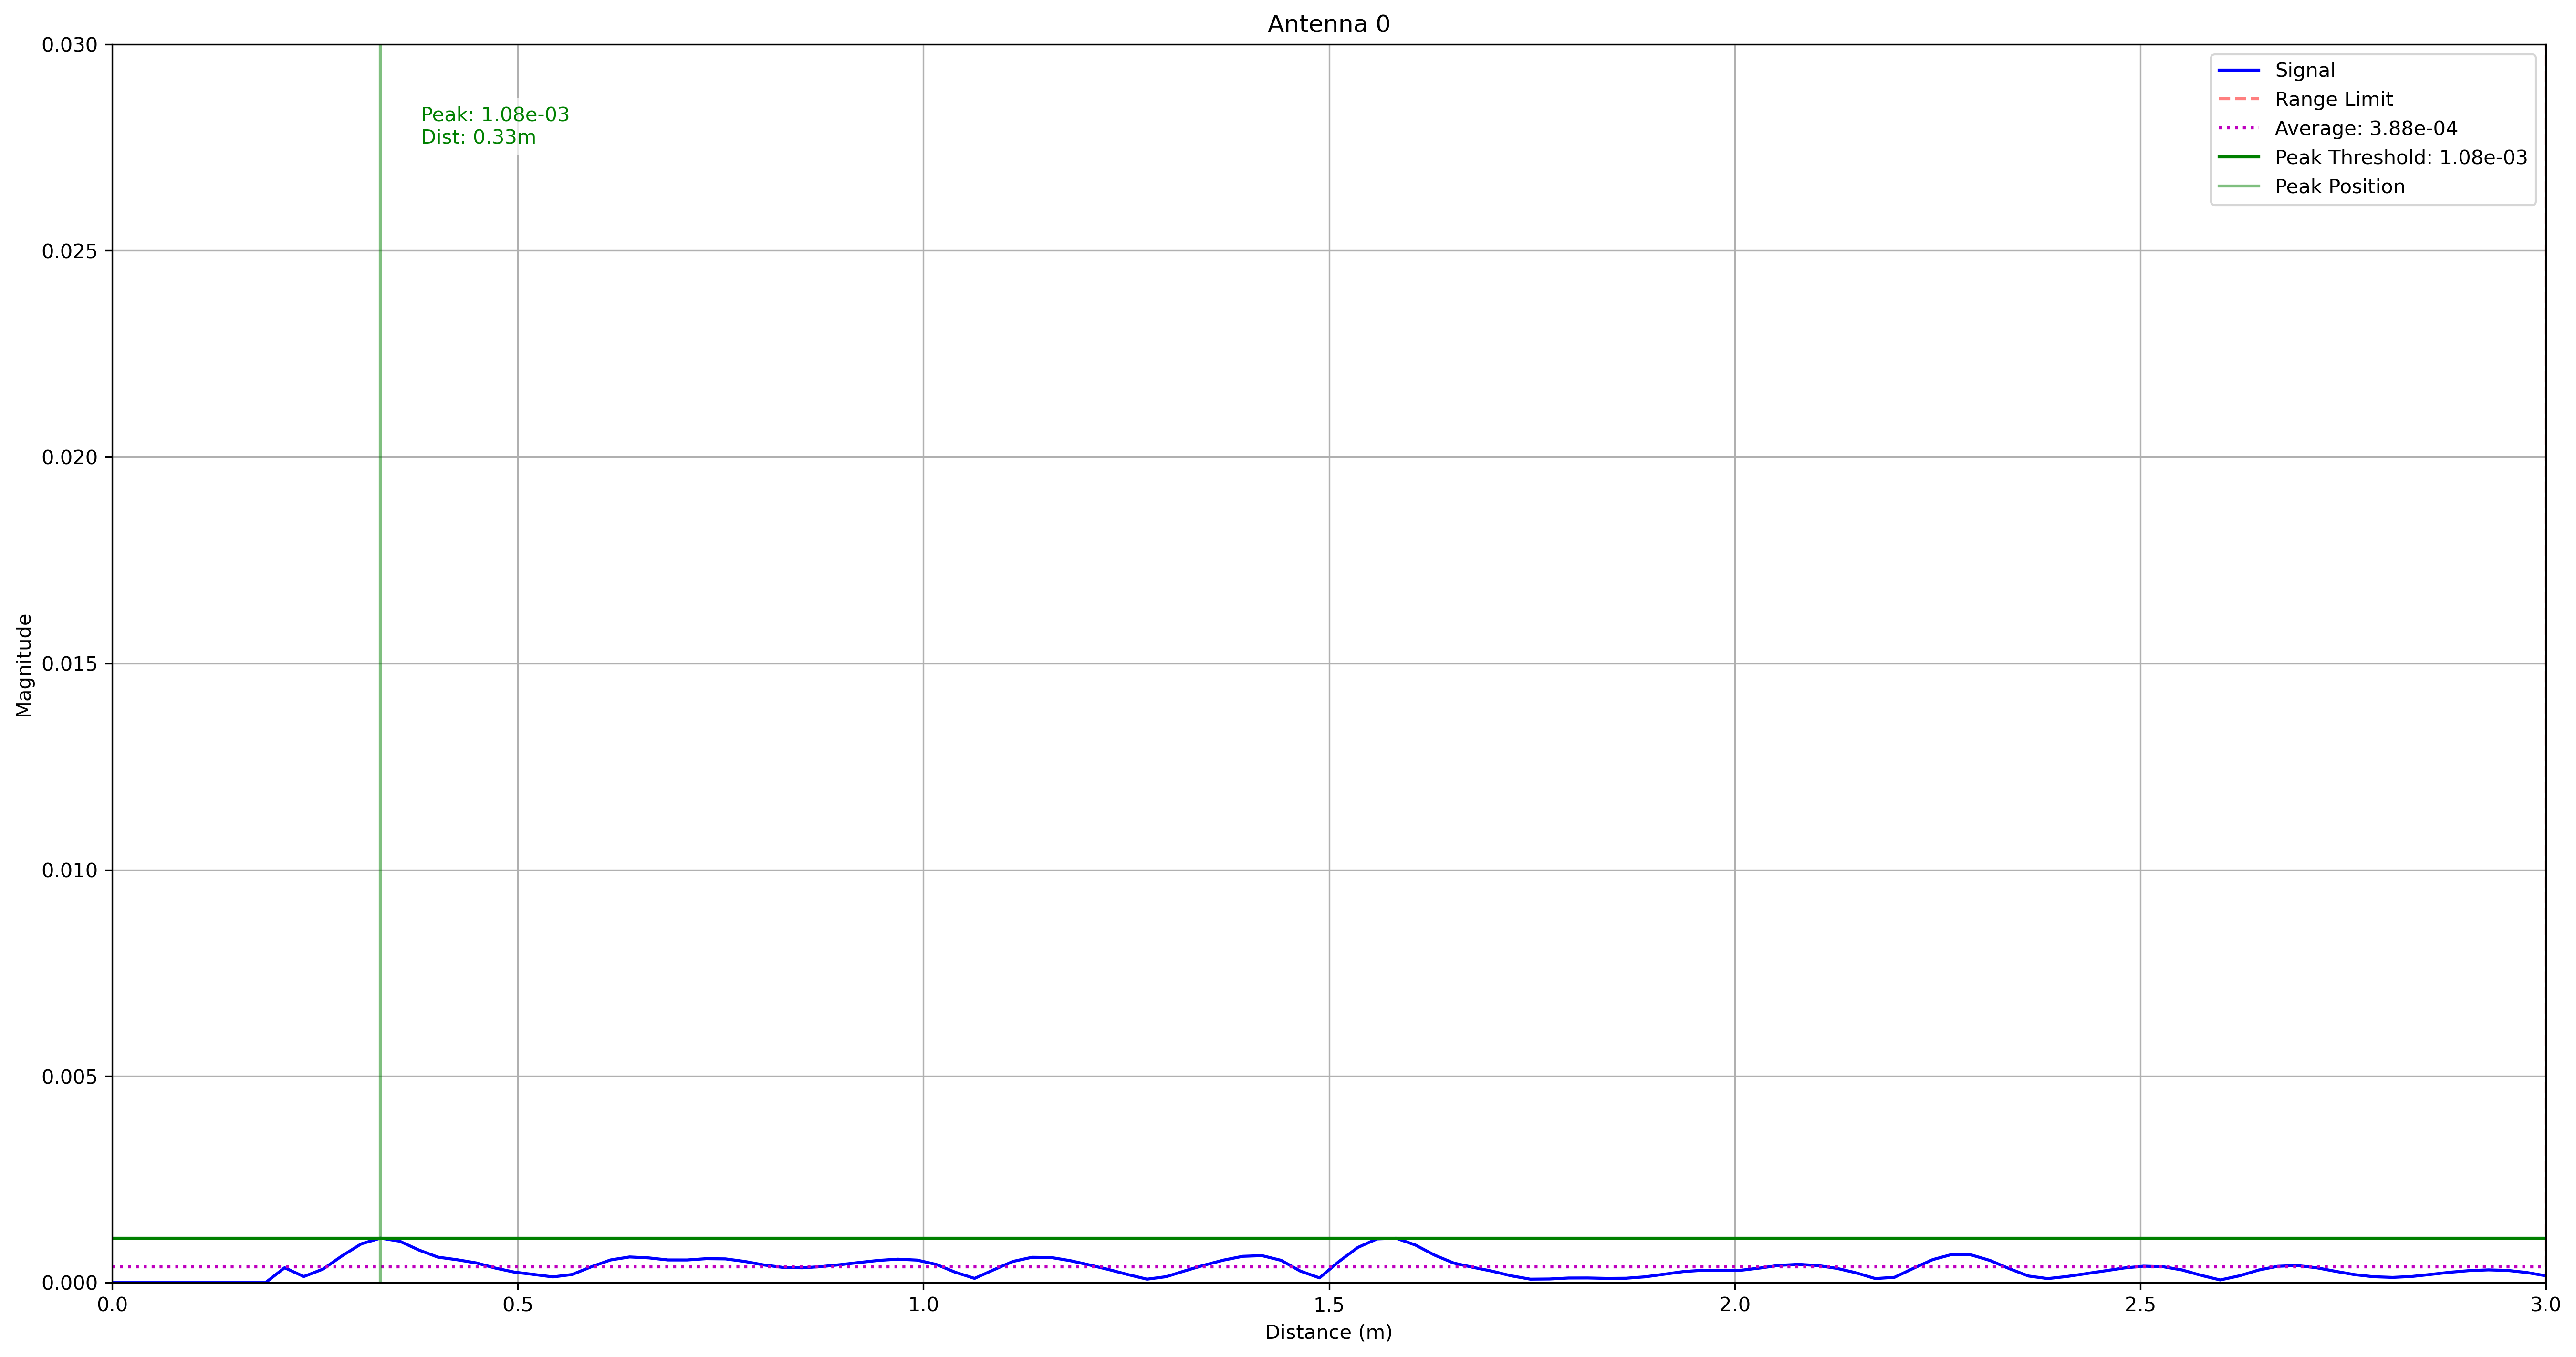 Antenna 0
0.030
0.025
0.020
0.015
0.010
0.005
0.000
Magnitude
Peak: 1.08e-03
Dist: 0.33m
Signal
Range Limit
Average: 3.88e-04
Peak Threshold: 1.08e-03
Peak Position
0.0 0.5 1.0 1.5 2.0 2.5 3.0
Distance (m)